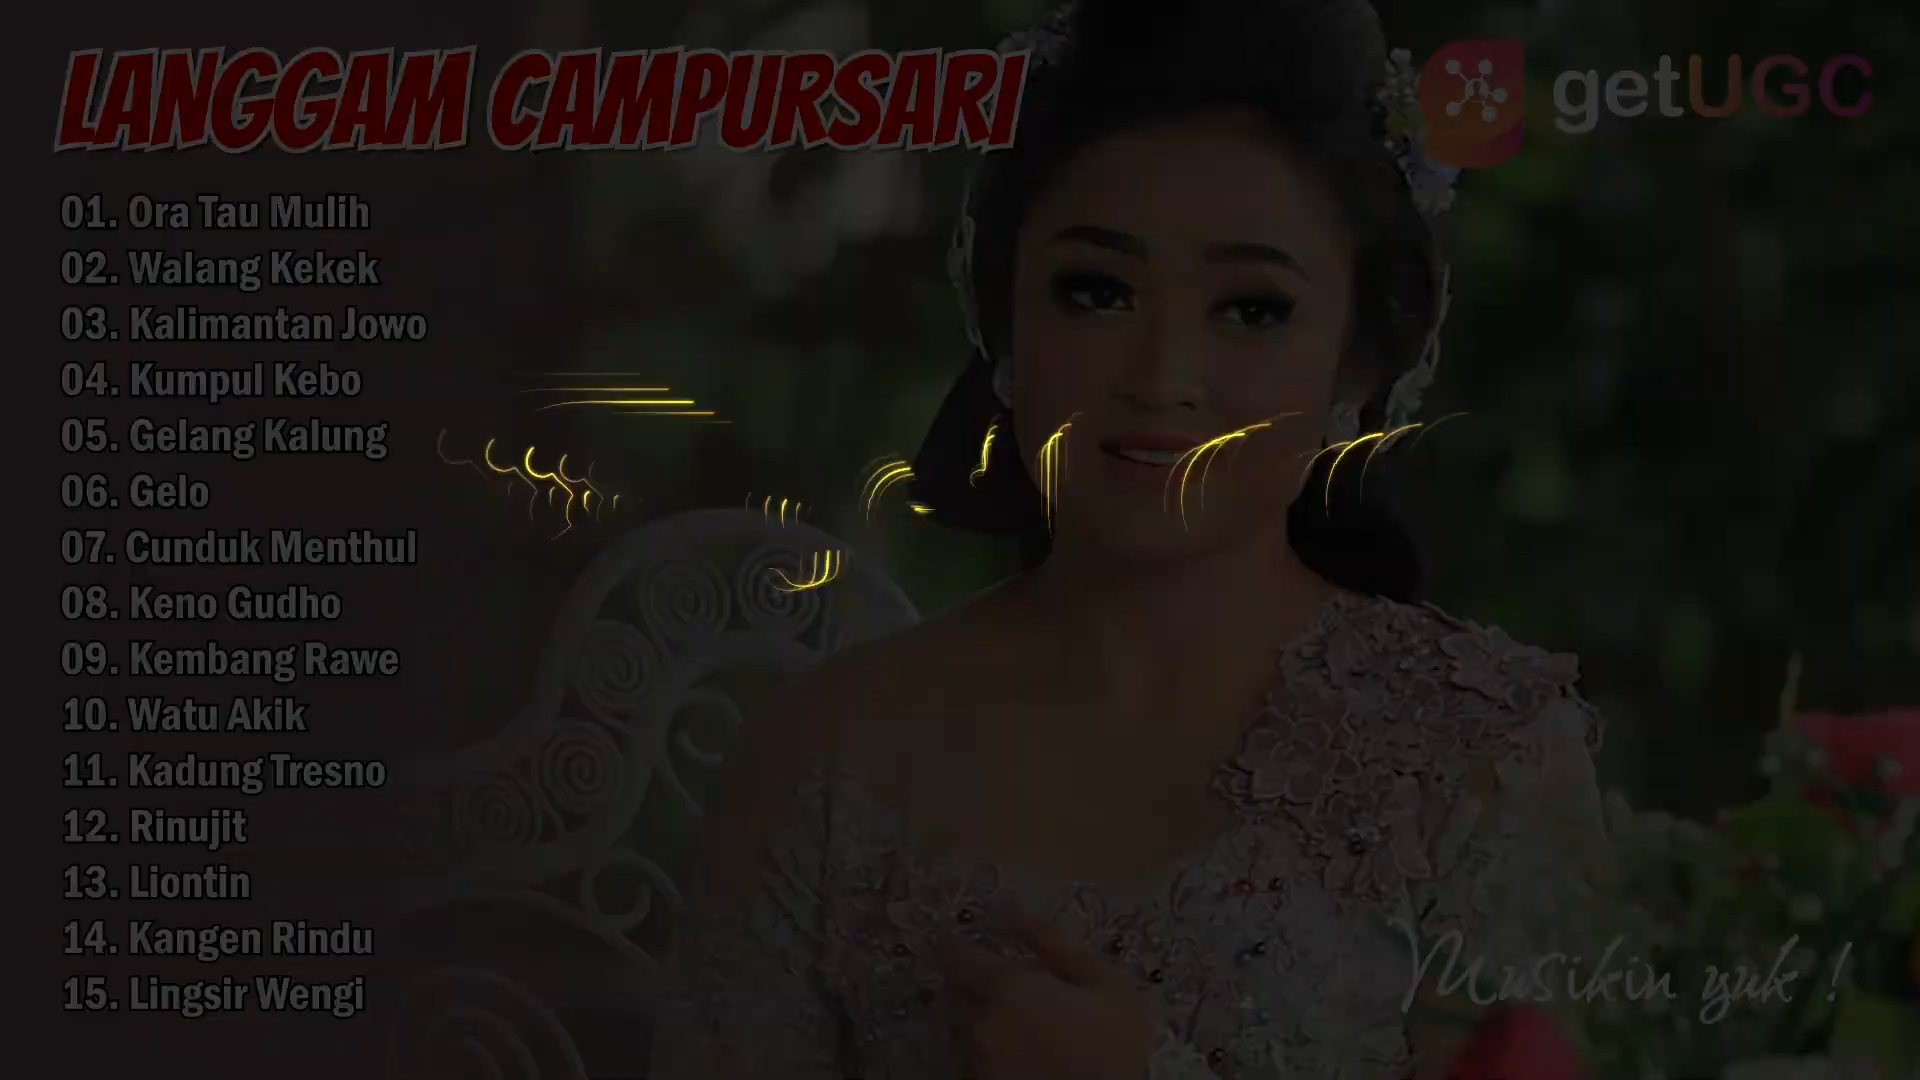 LANGGAM CAMPURSARI
getUGC
01. Ora Tau Mulih
02. Walang Kekek
03. Kalimantan Jowo
04. Kumpul Kebo
05. Gelang Kalung
06. Gelo
07. Cunduk Menthul
08. Keno Gudho
09. Kembang Rawe
10. Watu Akik
11. Kadung Tresno
12. Rinujit
13. Liontin
14. Kangen Rindu
15. Lingsir Wengi
Musikin yuk !